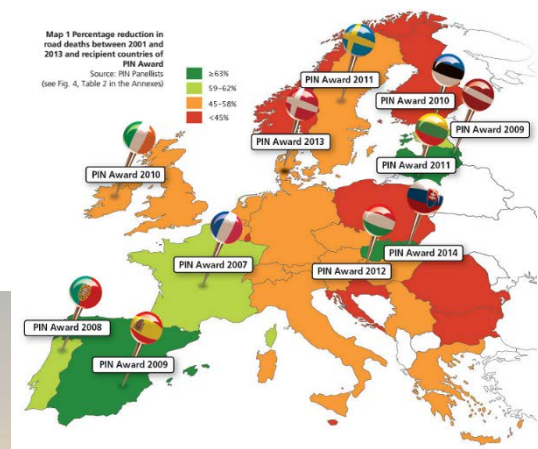 Map 1 Percentage reduction in
road deaths between 2001 and
2013 and recipient countries of
PIN Award
Source: PIN Panellists
(see Fig. 4, Table 2 in the Annexes)
≥63%
59–62%
45–58%
<45%
PIN Award 2011
PIN Award 2010
PIN Award 2009
PIN Award 2013
PIN Award 2011
PIN Award 2010
PIN Award 2007
PIN Award 2014
PIN Award 2012
PIN Award 2008
PIN Award 2009